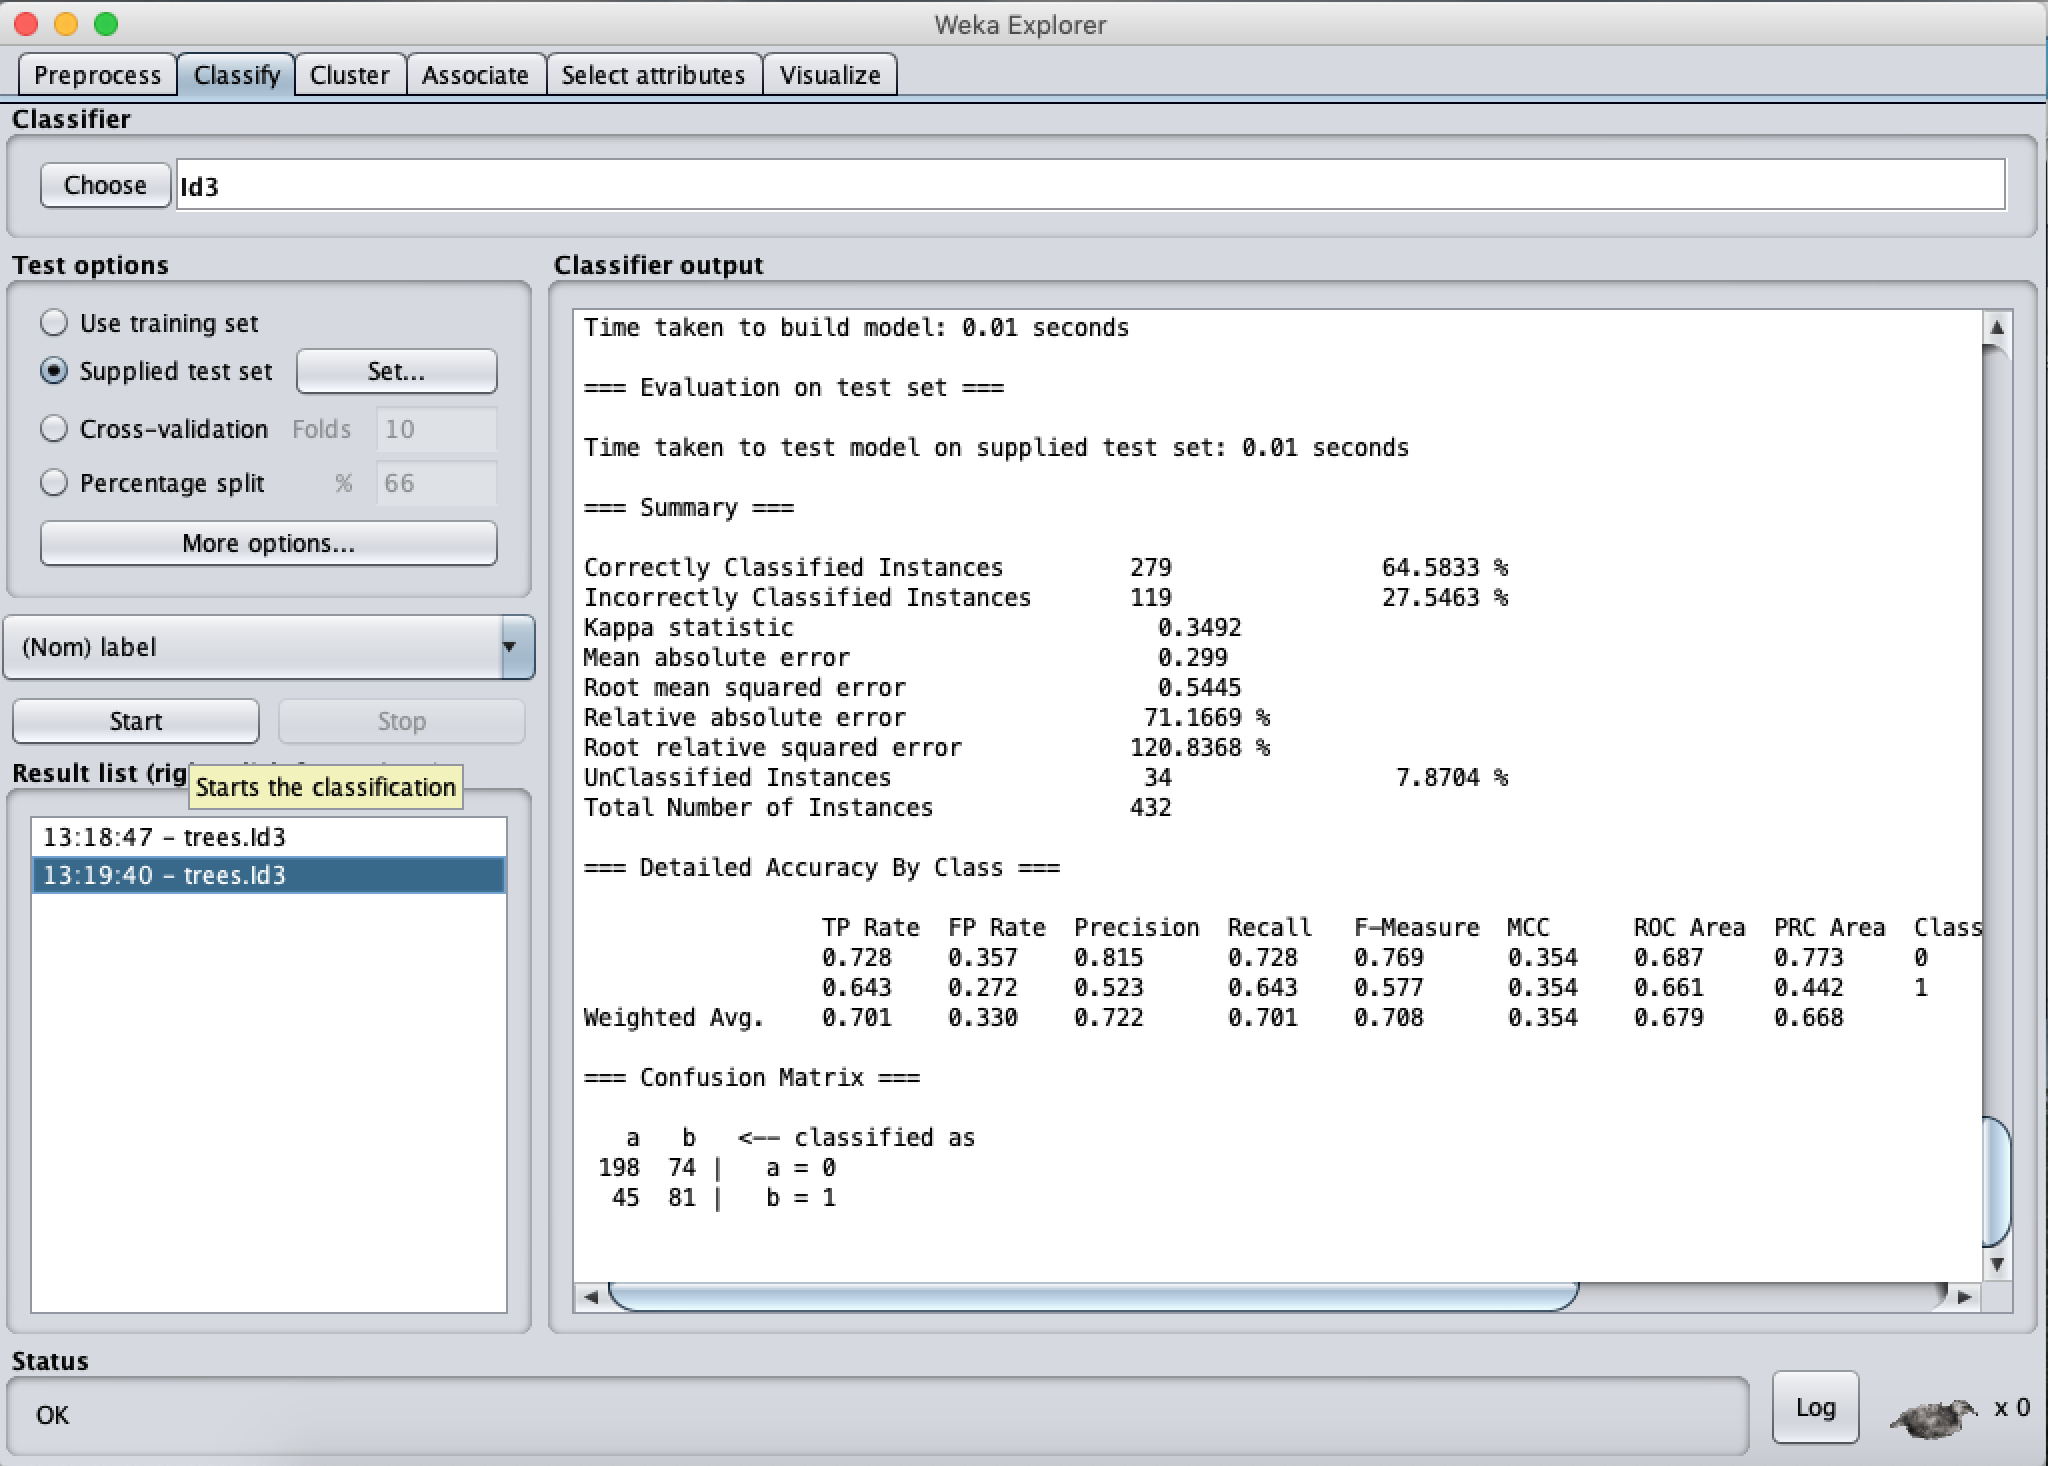 Weka Explorer
Preprocess Classify Cluster Associate Select attributes Visualize
Classifier
Choose Id3
Test options
Use training set
Supplied test set Set...
Cross-validation Folds 10
Percentage split % 66
More options...
(Nom) label
Start Stop
Result list (rig
Starts the classification
13:18:47 - trees.Id3
13:19:40 - trees.Id3
Classifier output
Time taken to build model: 0.01 seconds
=== Evaluation on test set ===
Time taken to test model on supplied test set: 0.01 seconds
=== Summary ===
Correctly Classified Instances 279 64.5833 %
Incorrectly Classified Instances 119 27.5463 %
Kappa statistic 0.3492
Mean absolute error 0.299
Root mean squared error 0.5445
Relative absolute error 71.1669 %
Root relative squared error 120.8368 %
UnClassified Instances 34 7.8704 %
Total Number of Instances 432
=== Detailed Accuracy By Class ===
TP Rate FP Rate Precision Recall F-Measure MCC ROC Area PRC Area Class
0.728 0.357 0.815 0.728 0.769 0.354 0.687 0.773 0
0.643 0.272 0.523 0.643 0.577 0.354 0.661 0.442 1
Weighted Avg. 0.701 0.330 0.722 0.701 0.708 0.354 0.679 0.668
=== Confusion Matrix ===
a b <-- classified as
198 74 | a = 0
45 81 | b = 1
Status
OK
Log
x 0